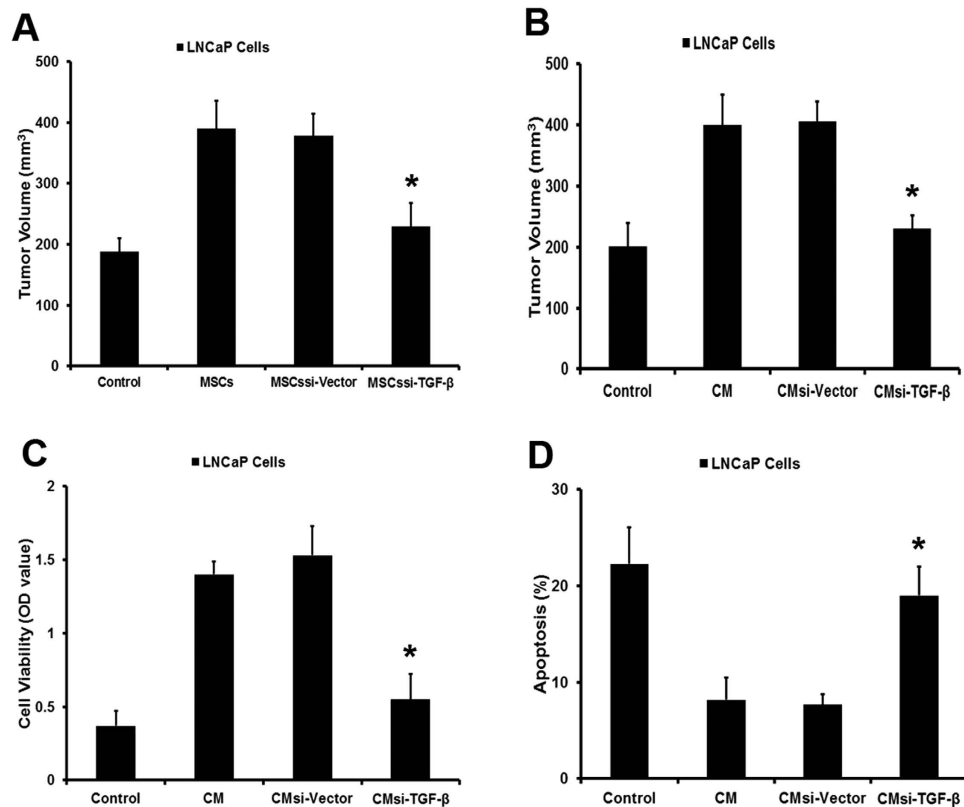 A
■ LNCaP Cells
Tumor Volume (mm³)
500
400
300
200
100
0
Control MSCs MSCssi-Vector MSCssi-TGF-β
*
B
■ LNCaP Cells
Tumor Volume (mm³)
500
400
300
200
100
0
Control CM CMsi-Vector CMsi-TGF-β
*
C
■ LNCaP Cells
Cell Viability (OD value)
2
1.5
1
0.5
0
Control CM CMsi-Vector CMsi-TGF-β
*
D
■ LNCaP Cells
Apoptosis (%)
30
20
10
0
Control CM CMsi-Vector CMsi-TGF-β
*